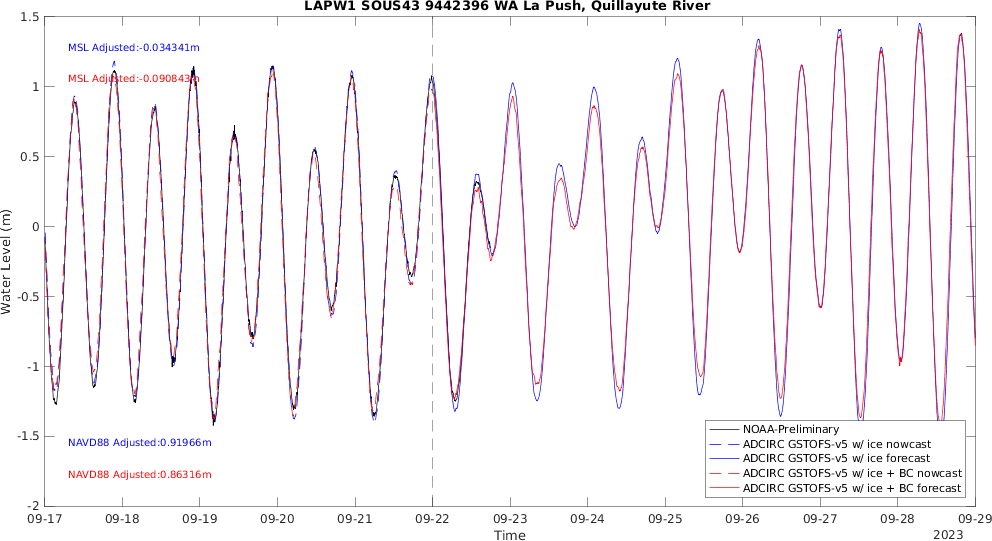 LAPW1 SOUS43 9442396 WA La Push, Quillayute River
1.5
1
0.5
0
-0.5
-1
-1.5
-2
Water Level (m)
MSL Adjusted:-0.034341m
MSL Adjusted:-0.090843m
NAVD88 Adjusted:0.91966m
NAVD88 Adjusted:0.86316m
NOAA-Preliminary
ADCIRC GSTOFS-v5 w/ ice nowcast
ADCIRC GSTOFS-v5 w/ ice forecast
ADCIRC GSTOFS-v5 w/ ice + BC nowcast
ADCIRC GSTOFS-v5 w/ ice + BC forecast
09-17 09-18 09-19 09-20 09-21 09-22 09-23 09-24 09-25 09-26 09-27 09-28 09-29
Time
2023